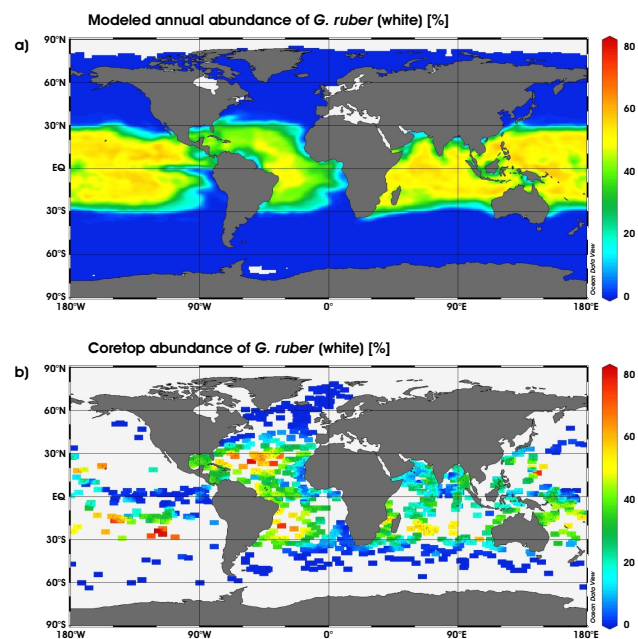 Modeled annual abundance of G. ruber (white) [%]
a)
90°N
60°N
30°N
EQ
30°S
60°S
90°S
180°W
90°W
0°
90°E
180°E
80
60
40
20
0
Ocean Data View
Coretop abundance of G. ruber (white) [%]
b)
90°N
60°N
30°N
EQ
30°S
60°S
90°S
180°W
90°W
0°
90°E
180°E
80
60
40
20
0
Ocean Data View